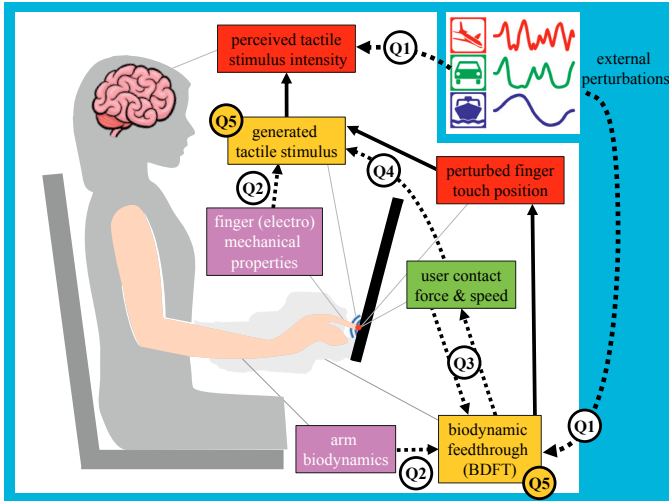 perceived tactile
stimulus intensity
Q1
external
perturbations
Q5
generated
tactile stimulus
Q2
Q4
perturbed finger
touch position
finger (electro)
mechanical
properties
user contact
force & speed
Q3
Q1
arm
biodynamics
Q2
biodynamic
feedthrough
(BDFT)
Q5